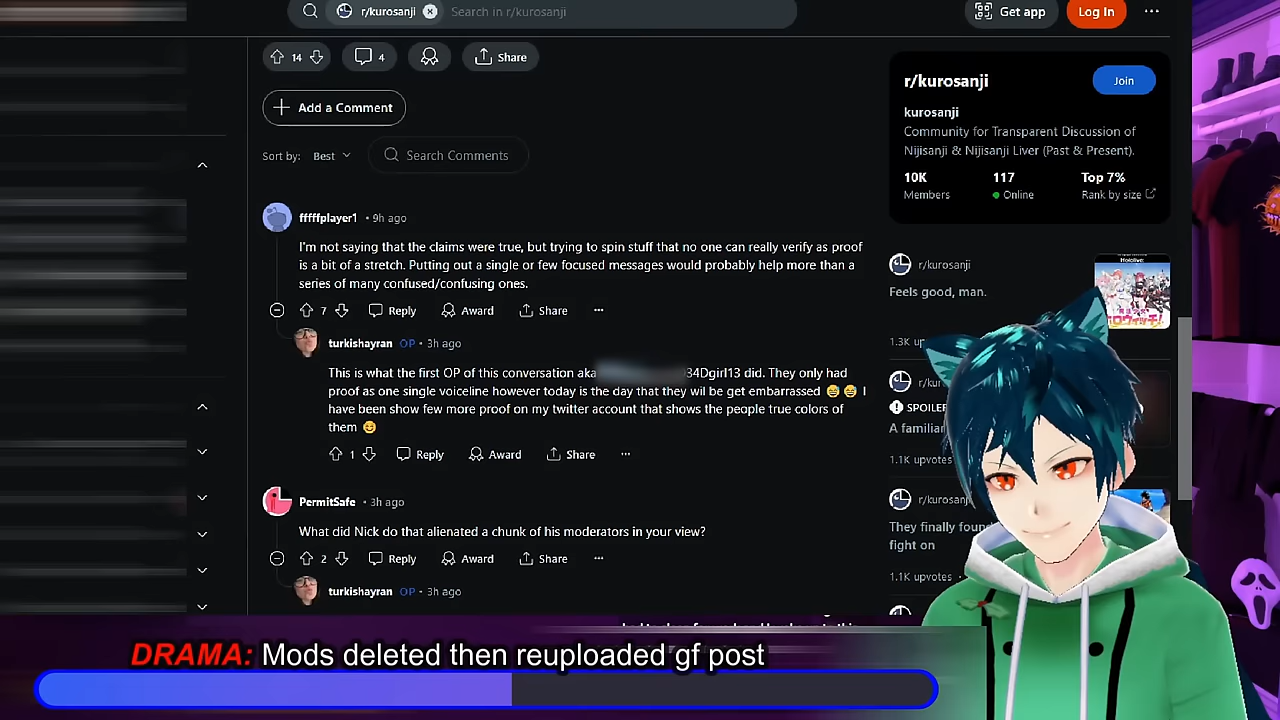 r/kurosanji
Search in r/kurosanji
Get app
Log In
14
4
Share
Add a Comment
Sort by:
Best
Search Comments
fffffplayer1 • 9h ago
I'm not saying that the claims were true, but trying to spin stuff that no one can really verify as proof
is a bit of a stretch. Putting out a single or few focused messages would probably help more than a
series of many confused/confusing ones.
7
Reply
Award
Share
turkishayran OP • 3h ago
This is what the first OP of this conversation aka
34Dgirl13 did. They only had
proof as one single voiceline however today is the day that they wil be get embarrassed 😅 😅 I
have been show few more proof on my twitter account that shows the people true colors of
them 😄
1
Reply
Award
Share
PermitSafe • 3h ago
What did Nick do that alienated a chunk of his moderators in your view?
2
Reply
Award
Share
turkishayran OP • 3h ago
r/kurosanji
Join
kurosanji
Community for Transparent Discussion of
Nijisanji & Nijisanji Liver (Past & Present).
10K
117
Top 7%
Members
Online
Rank by size
r/kurosanji
Feels good, man.
1.3K up
r/kur
SPOILER
A familiar
1.1K upvotes
r/kurosanj
They finally foun
fight on
1.1K upvotes
DRAMA: Mods deleted then reuploaded gf post